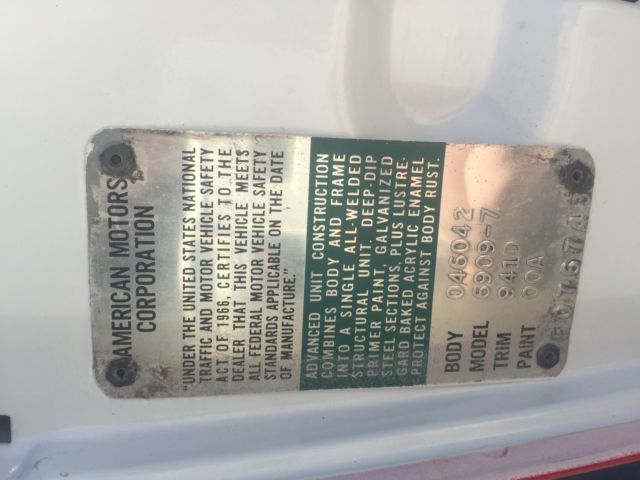 AMERICAN MOTORS
CORPORATION
"UNDER THE UNITED STATES NATIONAL
TRAFFIC AND MOTOR VEHICLE SAFETY
ACT OF 1966, CERTIFIES TO THE
DEALER THAT THIS VEHICLE MEETS
ALL FEDERAL MOTOR VEHICLE SAFETY
STANDARDS APPLICABLE ON THE DATE
OF MANUFACTURE."
ADVANCED UNIT CONSTRUCTION
COMBINES BODY AND FRAME
INTO A SINGLE ALL-WELDED
STRUCTURAL UNIT. DEEP-DIP
PRIMER PAINT, GALVANIZED
STEEL SECTIONS, PLUS LUSTRE-
GARD BAKED ACRYLIC ENAMEL
PROTECT AGAINST BODY RUST.
BODY 046042
MODEL 6909-7
TRIM 941D
PAINT 00A